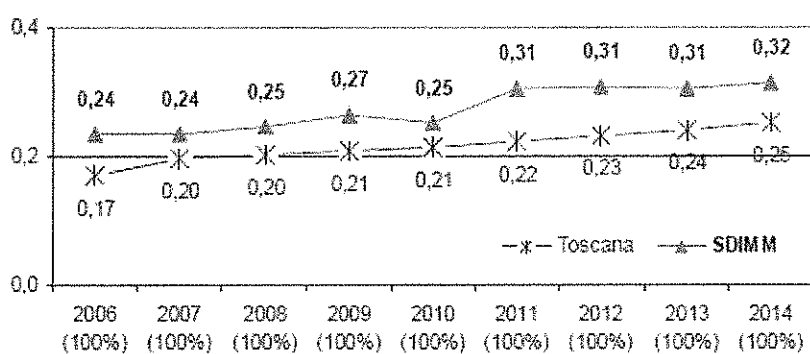 0,4
0,31 0,31 0,31 0,32
0,24 0,24 0,25 0,27 0,25
0,2
0,17 0,20 0,20 0,21 0,21 0,22 0,23 0,24 0,25
Toscana SDIMM
0,0
2006 2007 2008 2009 2010 2011 2012 2013 2014
(100%) (100%) (100%) (100%) (100%) (100%) (100%) (100%) (100%)